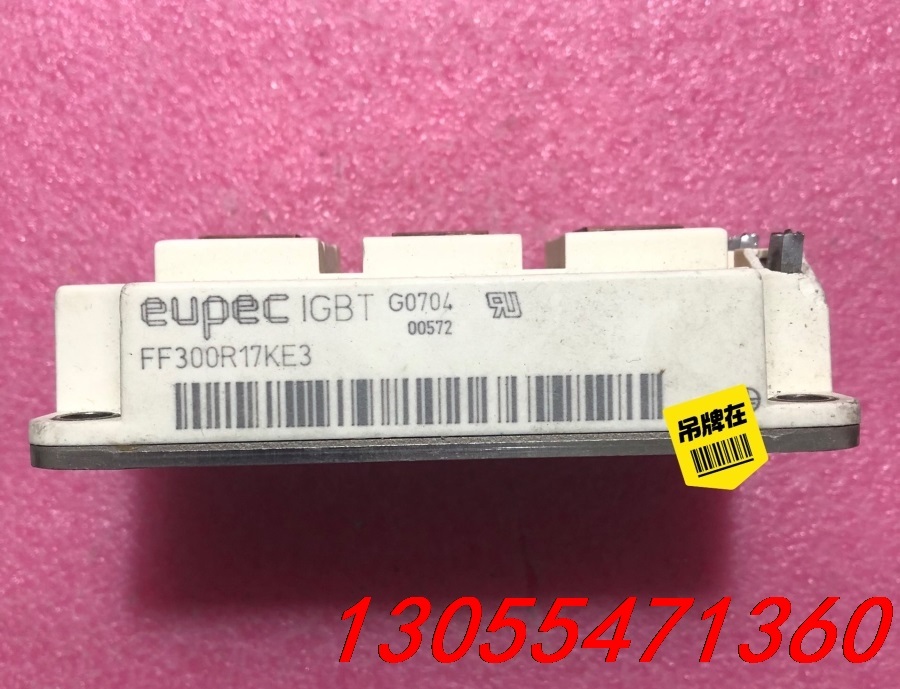 eupec IGBT G0704
00572
FF300R17KE3
吊牌在
13055471360